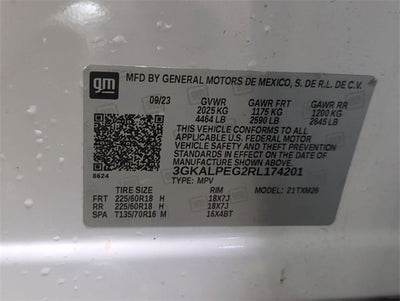 gm
MFD BY GENERAL MOTORS DE MEXICO, S. DE R.L. DE C.V.
09/23 GVWR GAWR FRT GAWR RR
2025 KG 1175 KG 1200 KG
4464 LB 2590 LB 2645 LB
THIS VEHICLE CONFORMS TO ALL
APPLICABLE U.S. FEDERAL MOTOR
VEHICLE SAFETY AND THEFT
PREVENTION STANDARDS IN EFFECT
ON THE DATE OF MANUFACTURE
SHOWN ABOVE.
3GKALPEG2RL174201
8624 TYPE: MPV MODEL: 21TXM26
TIRE SIZE RIM
FRT 225/60R18 H 18X7J
RR 225/60R18 H 18X7J
SPA T135/70R16 M 16X4BT